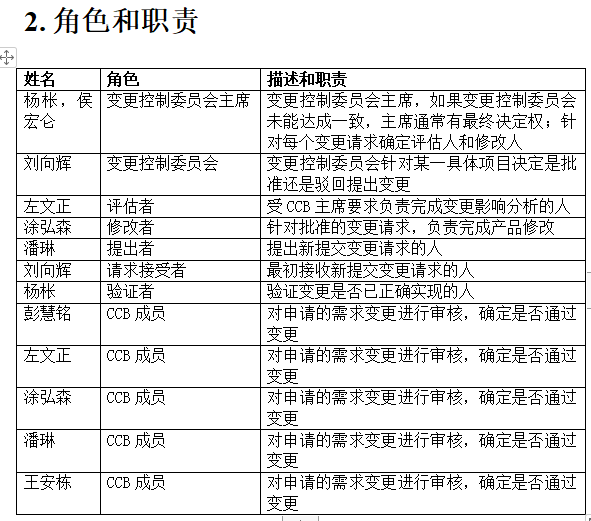 2. 角色和职责
姓名 角色 描述和职责
杨枨，侯 变更控制委员会主席 变更控制委员会主席，如果变更控制委员会
宏仑 未能达成一致，主席通常有最终决定权；针
对每个变更请求确定评估人和修改人
刘向辉 变更控制委员会 变更控制委员会针对某一具体项目决定是批
准还是驳回提出变更
左文正 评估者 受 CCB 主席要求负责完成变更影响分析的人
涂弘森 修改者 针对批准的变更请求，负责完成产品修改
潘琳 提出者 提出新提交变更请求的人
刘向辉 请求接受者 最初接收新提交变更请求的人
杨枨 验证者 验证变更是否已正确实现的人
彭慧铭 CCB 成员 对申请的需求变更进行审核，确定是否通过
变更
左文正 CCB 成员 对申请的需求变更进行审核，确定是否通过
变更
涂弘森 CCB 成员 对申请的需求变更进行审核，确定是否通过
变更
潘琳 CCB 成员 对申请的需求变更进行审核，确定是否通过
变更
王安栋 CCB 成员 对申请的需求变更进行审核，确定是否通过
变更